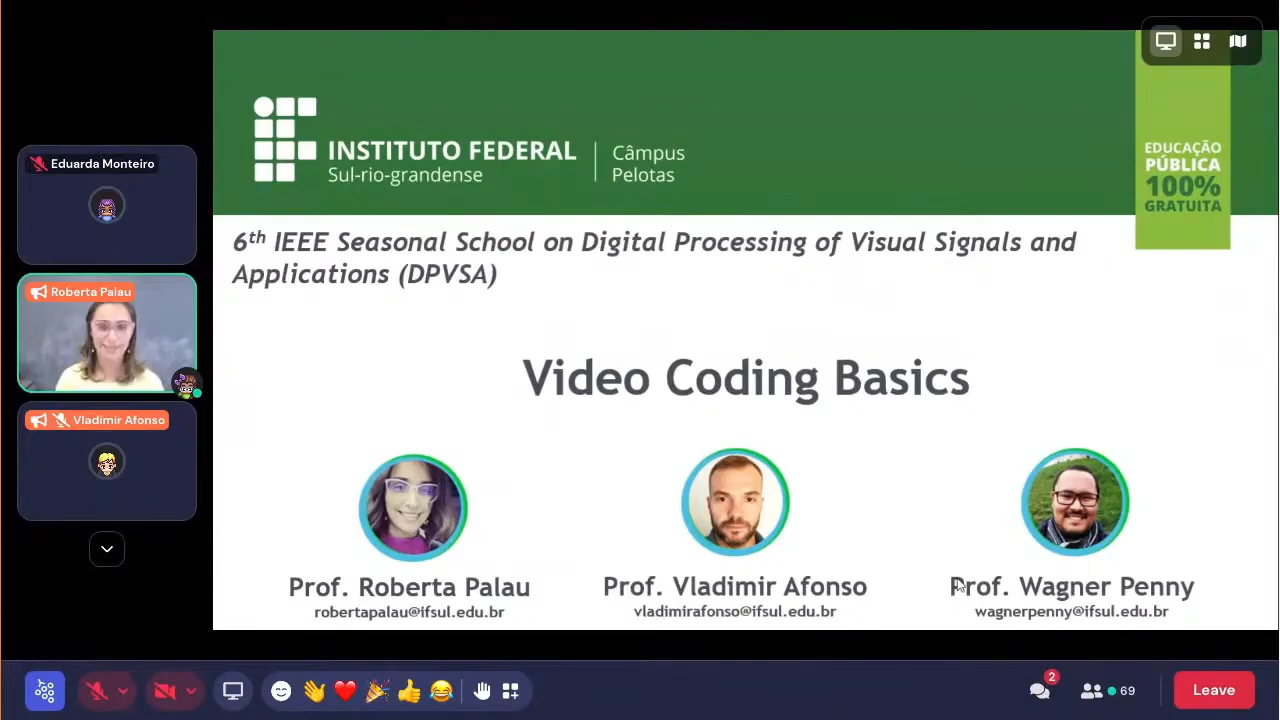 INSTITUTO FEDERAL
Sul-rio-grandense
Câmpus
Pelotas
EDUCAÇÃO
PÚBLICA
100%
GRATUITA
Eduarda Monteiro
Roberta Palau
Vladimir Afonso
6th IEEE Seasonal School on Digital Processing of Visual Signals and
Applications (DPVSA)
Video Coding Basics
Prof. Roberta Palau
robertapalau@ifsul.edu.br
Prof. Vladimir Afonso
vladimirafonso@ifsul.edu.br
Prof. Wagner Penny
wagnerpenny@ifsul.edu.br
2
69
Leave